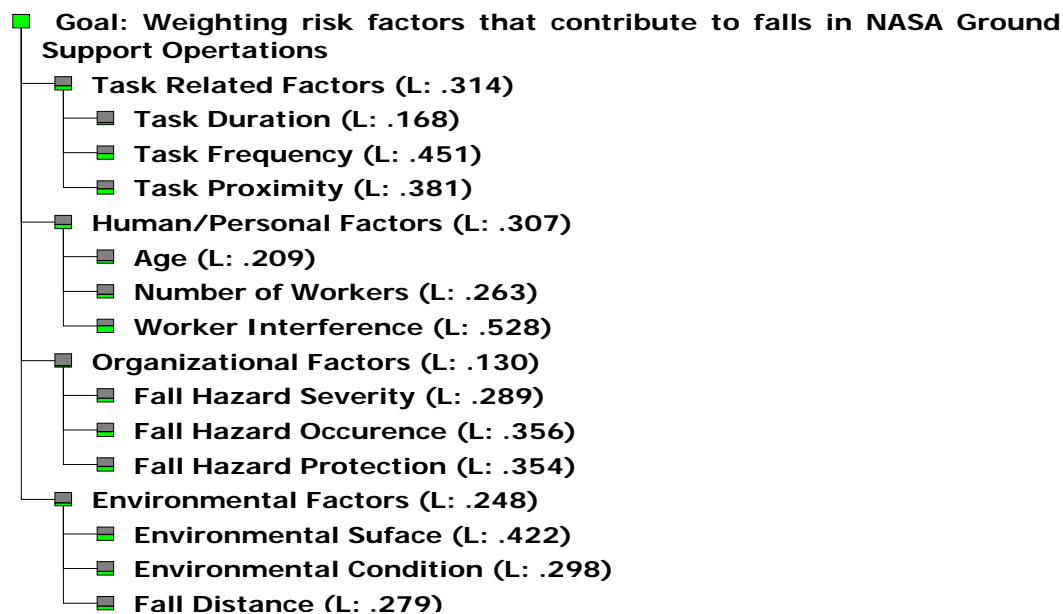 Goal: Weighting risk factors that contribute to falls in NASA Ground
Support Opertations
Task Related Factors (L: .314)
Task Duration (L: .168)
Task Frequency (L: .451)
Task Proximity (L: .381)
Human/Personal Factors (L: .307)
Age (L: .209)
Number of Workers (L: .263)
Worker Interference (L: .528)
Organizational Factors (L: .130)
Fall Hazard Severity (L: .289)
Fall Hazard Occurence (L: .356)
Fall Hazard Protection (L: .354)
Environmental Factors (L: .248)
Environmental Suface (L: .422)
Environmental Condition (L: .298)
Fall Distance (L: .279)